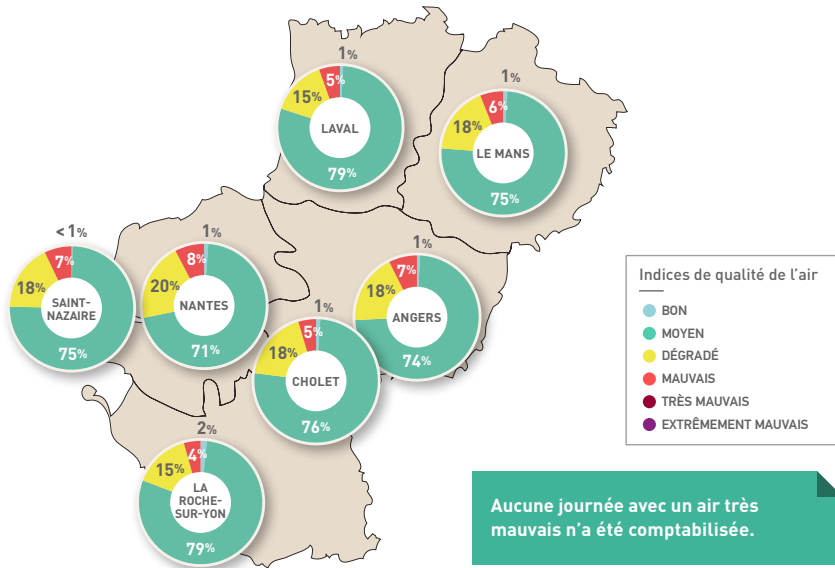 1%
5%
15%
LAVAL
79%
1%
6%
18%
LE MANS
75%
< 1%
7%
18%
SAINT-
NAZAIRE
75%
1%
8%
20%
NANTES
71%
1%
7%
18%
ANGERS
74%
1%
5%
18%
CHOLET
76%
2%
4%
15%
LA
ROCHE-
SUR-YON
79%
Indices de qualité de l'air
BON
MOYEN
DÉGRADÉ
MAUVAIS
TRÈS MAUVAIS
EXTRÊMEMENT MAUVAIS
Aucune journée avec un air très
mauvais n'a été comptabilisée.